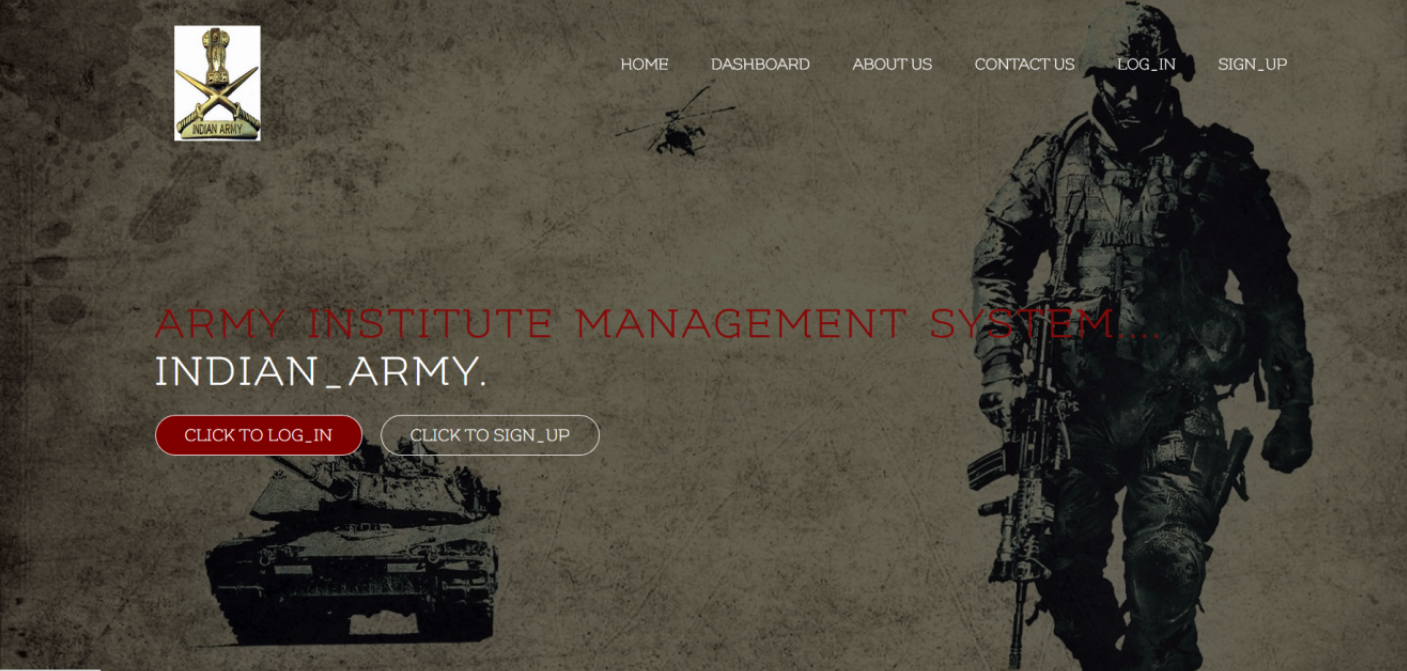 INDIAN ARMY
HOME DASHBOARD ABOUT US CONTACT US LOG_IN SIGN_UP
ARMY INSTITUTE MANAGEMENT SYSTEM....
INDIAN_ARMY.
CLICK TO LOG_IN CLICK TO SIGN_UP